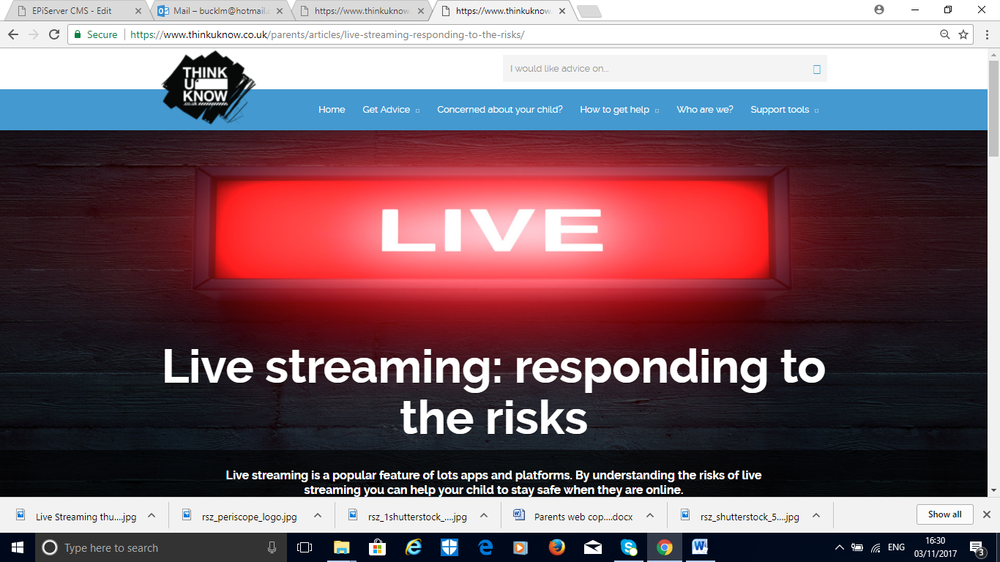 EPiServer CMS - Edit
Mail – bucklm@hotmail.
https://www.thinkuknow.
https://www.thinkuknow.
Secure
https://www.thinkuknow.co.uk/parents/articles/live-streaming-responding-to-the-risks/
THINK
U
KNOW
.co.uk
I would like advice on...
Home
Get Advice
Concerned about your child?
How to get help
Who are we?
Support tools
LIVE
Live streaming: responding to
the risks
Live streaming is a popular feature of lots apps and platforms. By understanding the risks of live
streaming you can help your child to stay safe when they are online.
Live Streaming thu....jpg
rsz_periscope_logo.jpg
rsz_1shutterstock_....jpg
Parents web cop....docx
rsz_shutterstock_5....jpg
Show all
Type here to search
ENG
16:30
03/11/2017
3